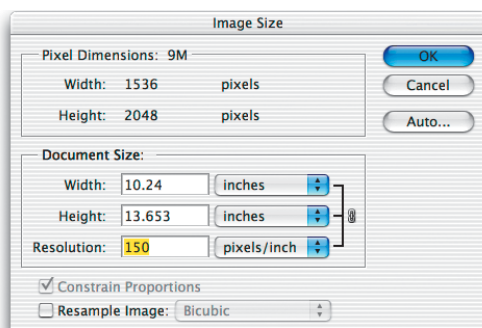 Image Size
Pixel Dimensions: 9M
OK
Width: 1536 pixels
Cancel
Height: 2048 pixels
Auto...
Document Size:
Width: 10.24 inches
Height: 13.653 inches
Resolution: 150 pixels/inch
Constrain Proportions
Resample Image: Bicubic